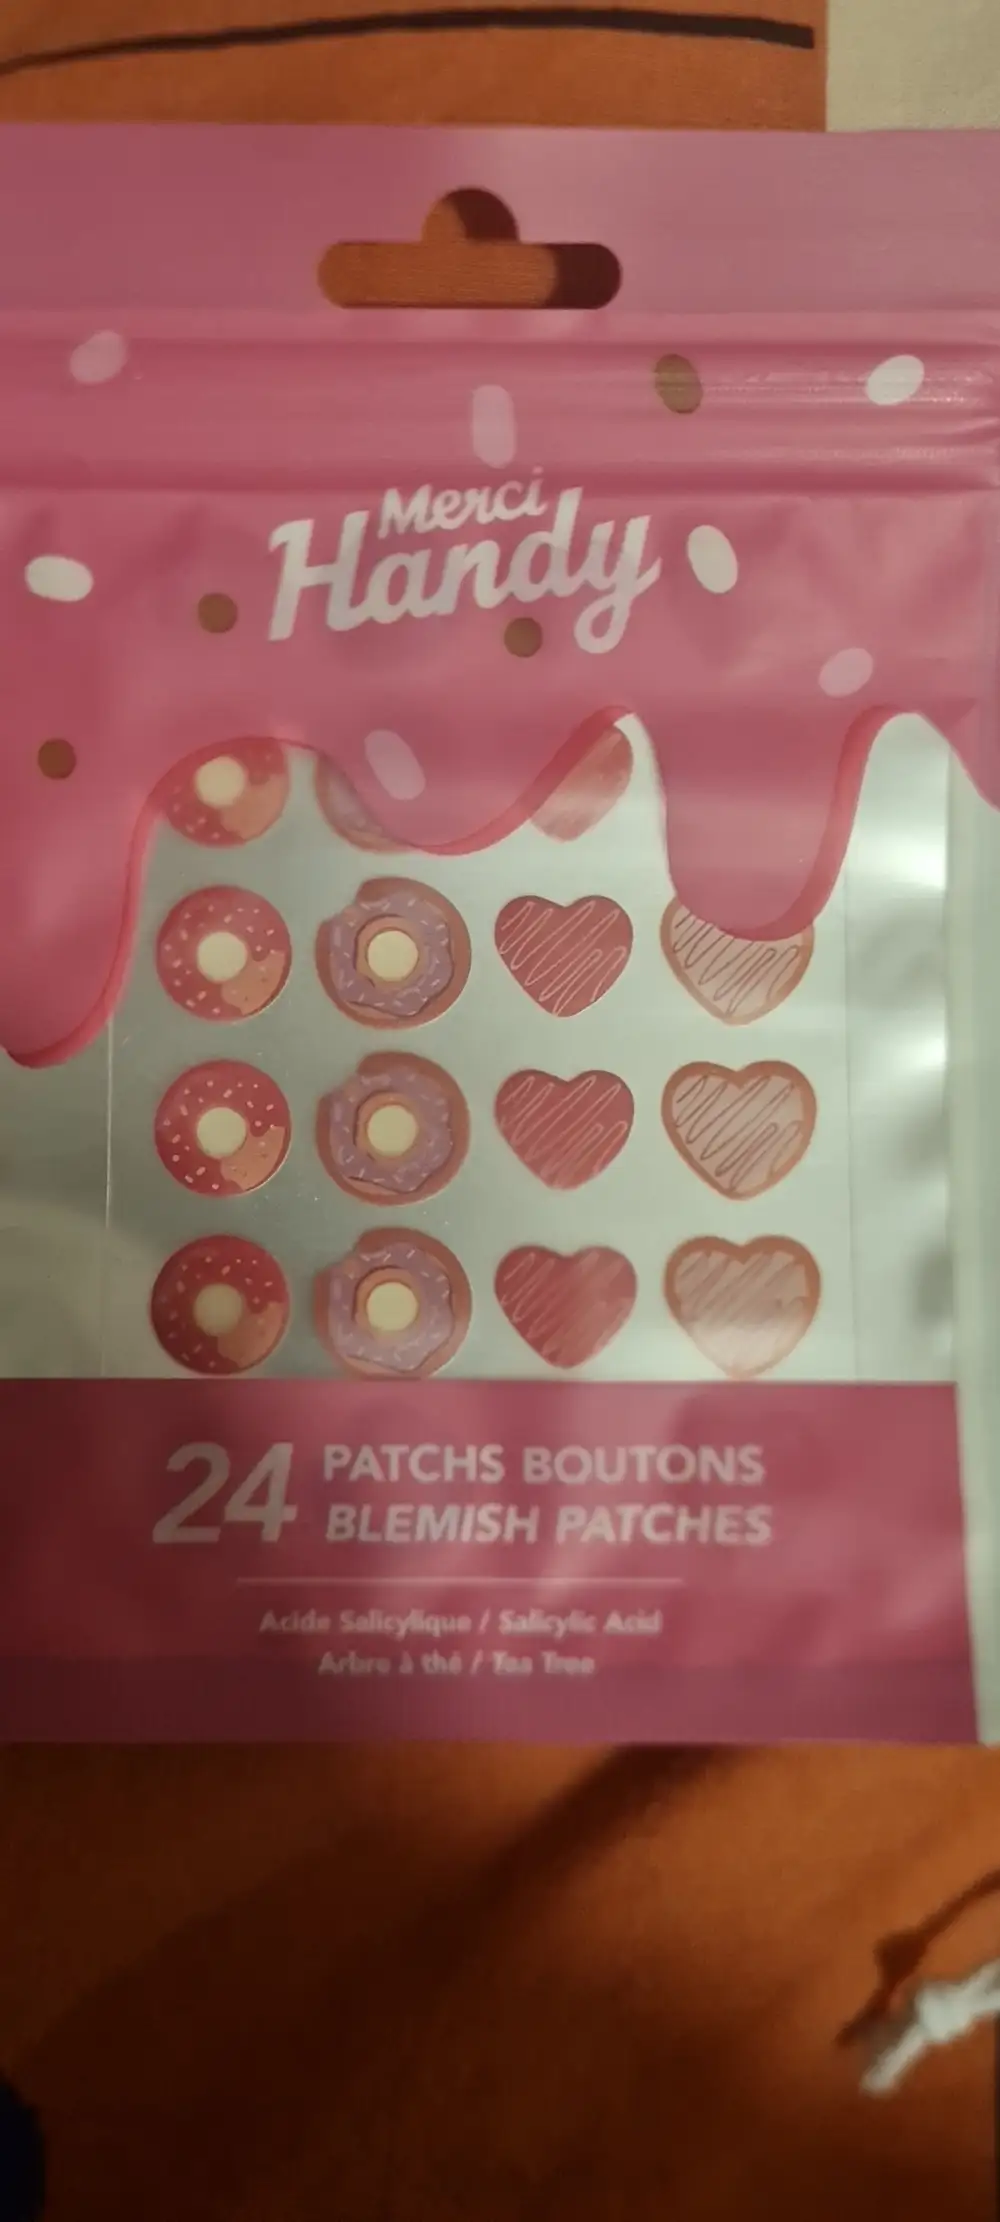 Merci
Handy
24 PATCHS BOUTONS
BLEMISH PATCHES
Acide Salicylique / Salicylic Acid
Arbre à thé / Tea Tree